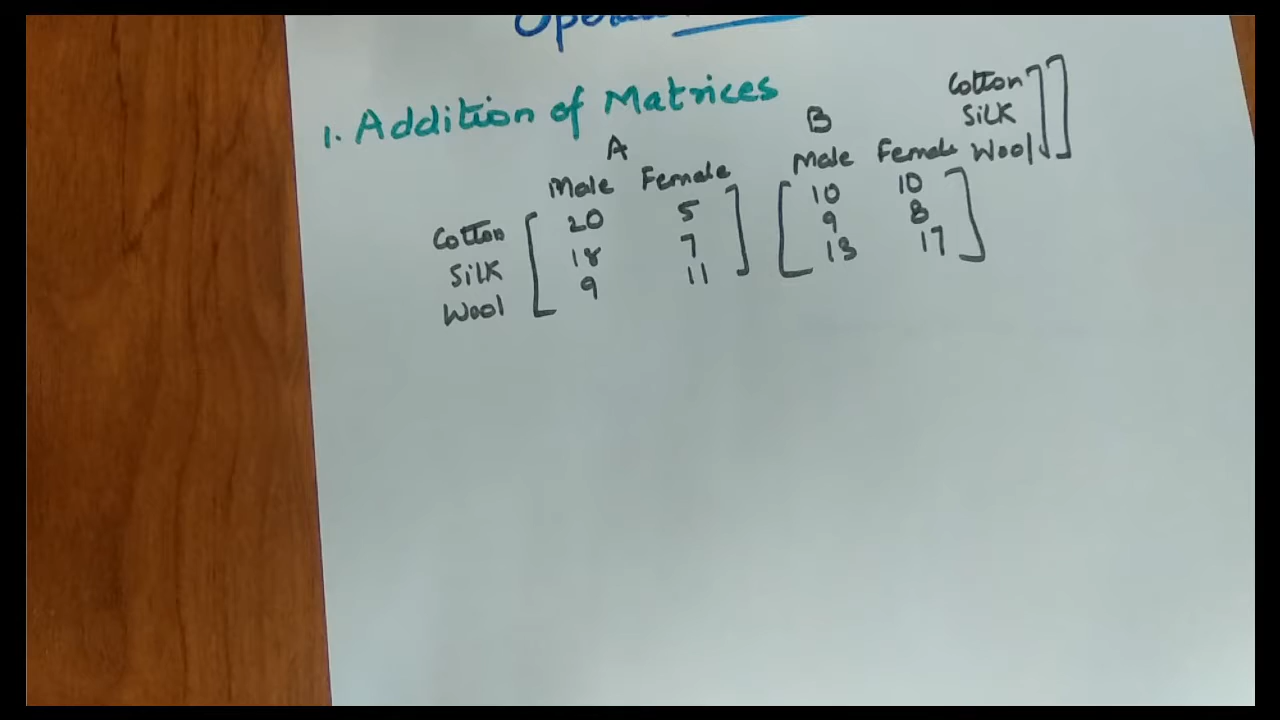 1. Addition of Matrices
A
Male Female
Cotton 20 5
Silk 18 7
Wool 9 11
B
Male Female
10 10
9 8
13 17
Cotton
Silk
Wool